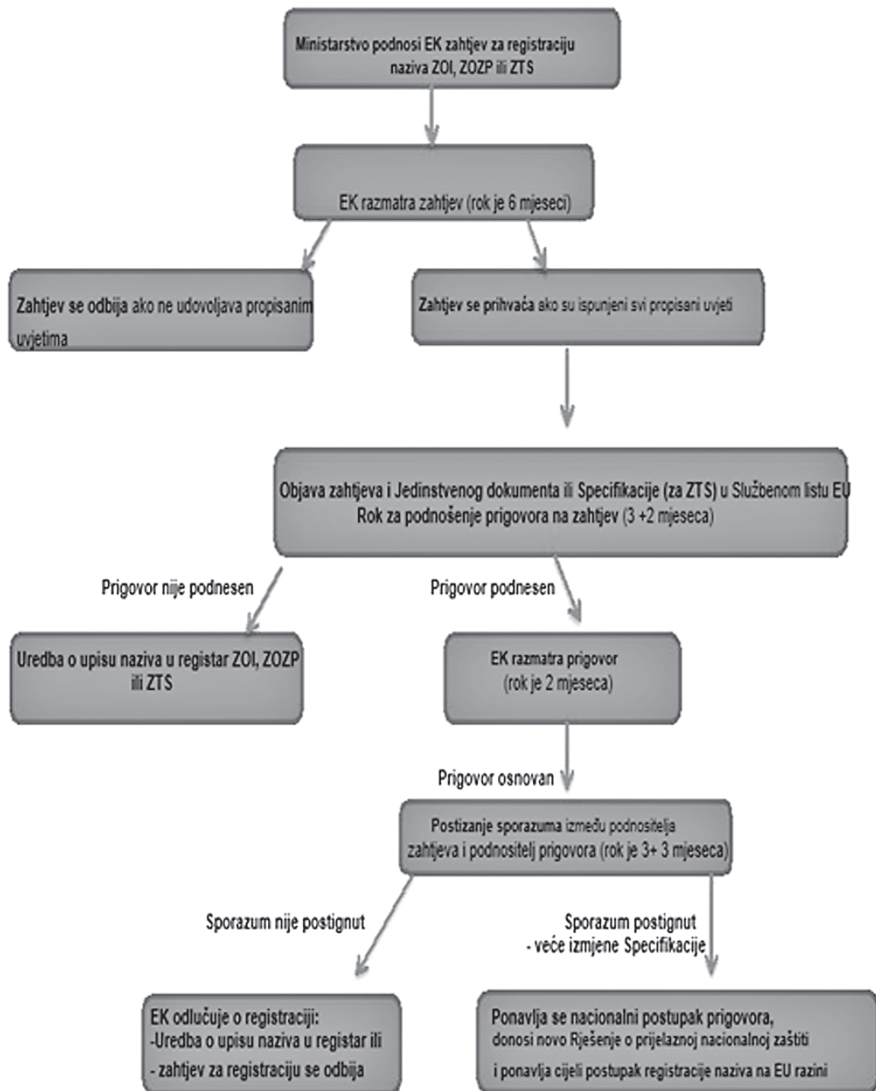 Ministarstvo podnosi EK zahtjev za registraciju
naziva ZOI, ZOZP ili ZTS
EK razmatra zahtjev (rok je 6 mjeseci)
Zahtjev se odbija ako ne udovoljava propisanim
uvjetima
Zahtjev se prihvaća ako su ispunjeni svi propisani uvjeti
Objava zahtjeva i Jedinstvenog dokumenta ili Specifikacije (za ZTS) u Službenom listu EU
Rok za podnošenje prigovora na zahtjev (3 +2 mjeseca)
Prigovor nije podnesen
Prigovor podnesen
Uredba o upisu naziva u registar ZOI, ZOZP
ili ZTS
EK razmatra prigovor
(rok je 2 mjeseca)
Prigovor osnovan
Postizanje sporazuma između podnositelja
zahtjeva i podnositelj prigovora (rok je 3+ 3 mjeseca)
Sporazum nije postignut
Sporazum postignut
- veće izmjene Specifikacije
EK odlučuje o registraciji:
-Uredba o upisu naziva u registar ili
- zahtjev za registraciju se odbija
Ponavlja se nacionalni postupak prigovora,
donosi novo Rješenje o prijelaznoj nacionalnoj zaštiti
i ponavlja cijeli postupak registracije naziva na EU razini